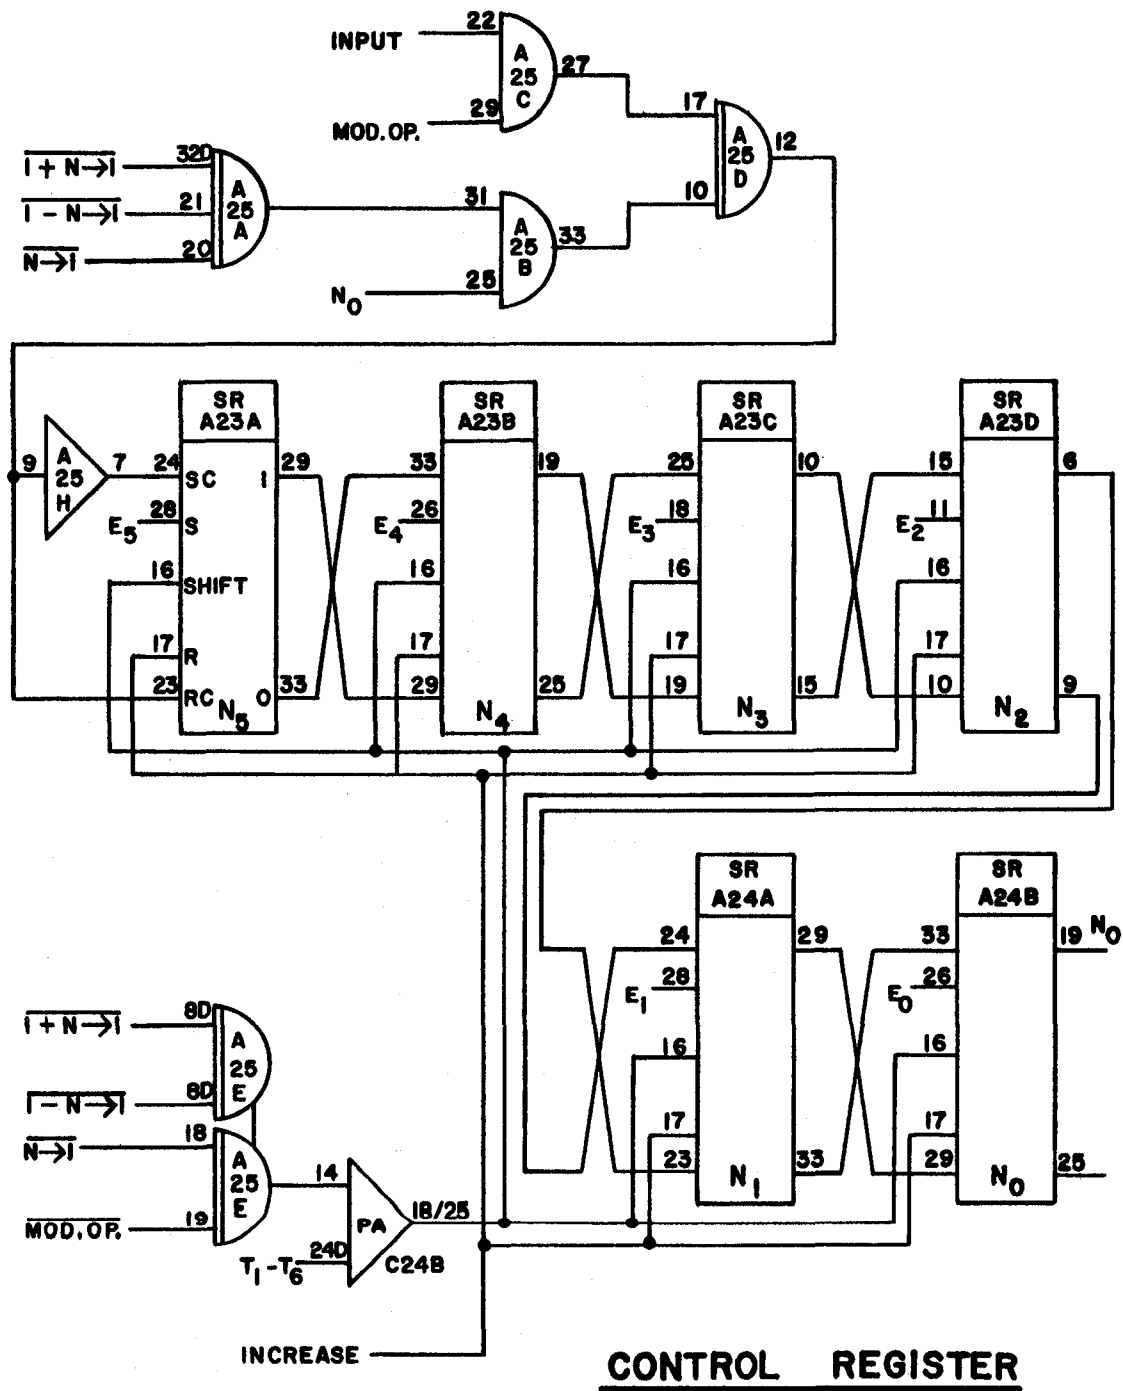 INPUT
22
A
25
C
27
MOD.OP.
29
17
A
25
D
12
10
I + N→I
32D
I − N→I
21
N→I
20
A
25
A
31
A
25
B
33
N0
25
9
A
25
H
7
SR
A23A
24
SC
1
29
E5
28
S
16
SHIFT
17
R
23
RC
N5
0
33
SR
A23B
33
19
E4
26
16
17
29
N4
25
SR
A23C
25
10
E3
18
16
17
19
N3
15
SR
A23D
15
6
E2
11
16
17
10
N2
9
SR
A24A
24
29
E1
28
16
17
23
N1
33
SR
A24B
33
19
N0
E0
26
16
17
29
N0
25
I + N→I
8D
A
25
E
I − N→I
8D
N→I
18
A
25
E
MOD.OP.
19
14
PA
18/25
T1−T6
24D
C24B
INCREASE
CONTROL REGISTER